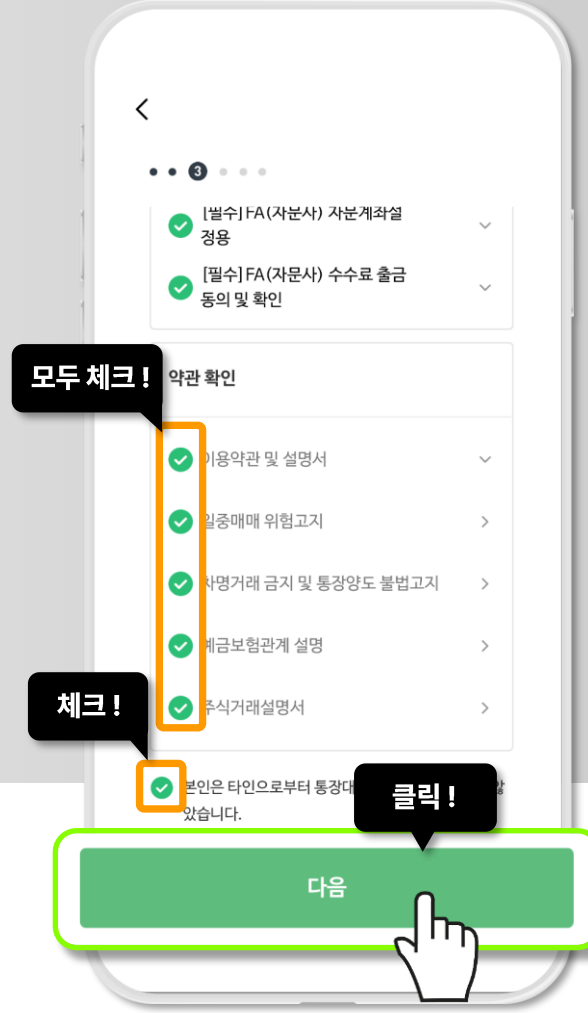 3
[필수] FA(자문사) 자문계좌설
정용
[필수] FA(자문사) 수수료 출금
동의 및 확인
모두 체크 !
약관 확인
이용약관 및 설명서
일중매매 위험고지
차명거래 금지 및 통장양도 불법고지
예금보험관계 설명
주식거래설명서
체크 !
본인은 타인으로부터 통장대
클릭 !
았습니다.
다음